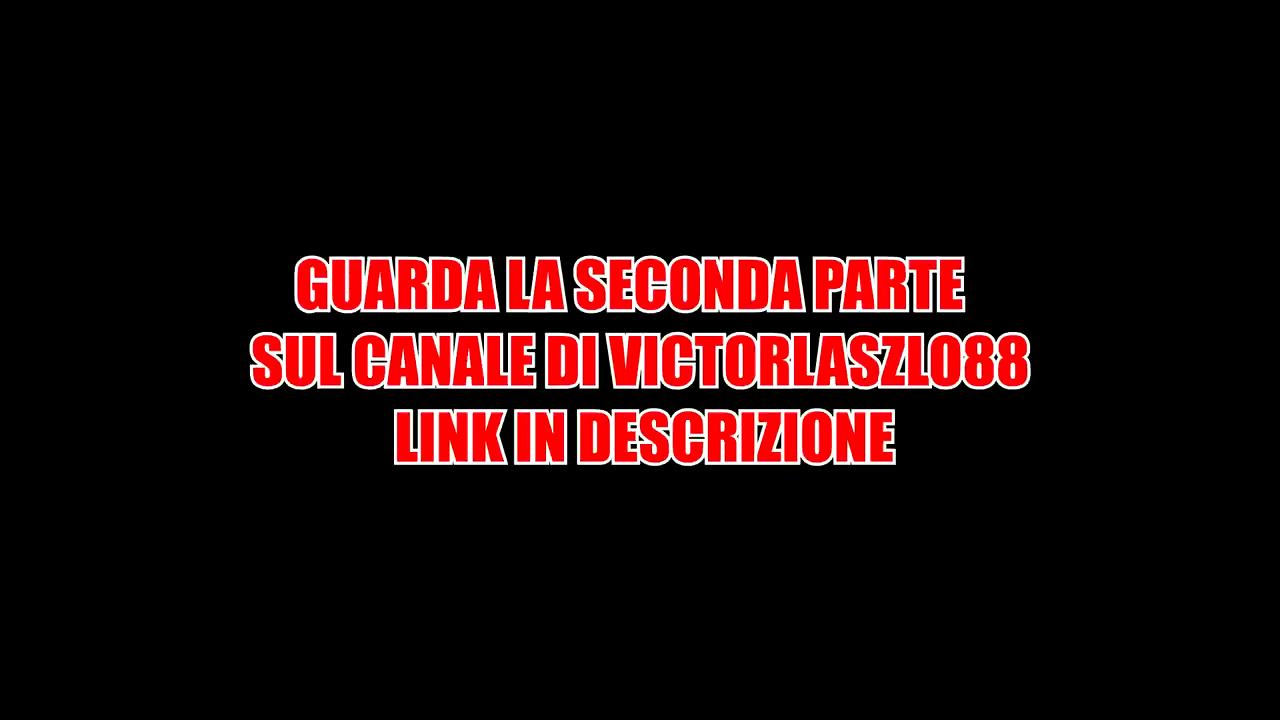 GUARDA LA SECONDA PARTE
SUL CANALE DI VICTORLASZLO88
LINK IN DESCRIZIONE